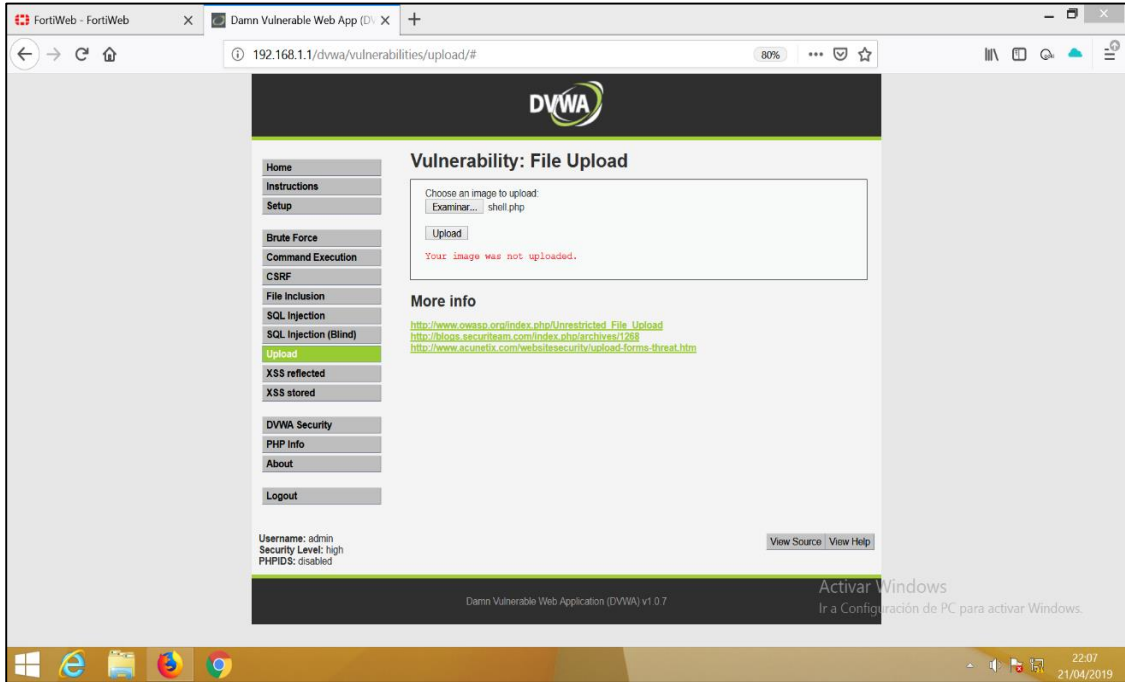 FortiWeb - FortiWeb
Damn Vulnerable Web App (DV
192.168.1.1/dvwa/vulnerabilities/upload/#
80%
DVWA
Home
Instructions
Setup
Brute Force
Command Execution
CSRF
File Inclusion
SQL Injection
SQL Injection (Blind)
Upload
XSS reflected
XSS stored
DVWA Security
PHP Info
About
Logout
Vulnerability: File Upload
Choose an image to upload:
Examinar... shell.php
Upload
Your image was not uploaded.
More info
http://www.owasp.org/index.php/Unrestricted_File_Upload
http://blogs.securiteam.com/index.php/archives/1268
http://www.acunetix.com/websitesecurity/upload-forms-threat.htm
Username: admin
Security Level: high
PHPIDS: disabled
View Source View Help
Damn Vulnerable Web Application (DVWA) v1.0.7
Activar Windows
Ir a Configuración de PC para activar Windows.
22:07
21/04/2019